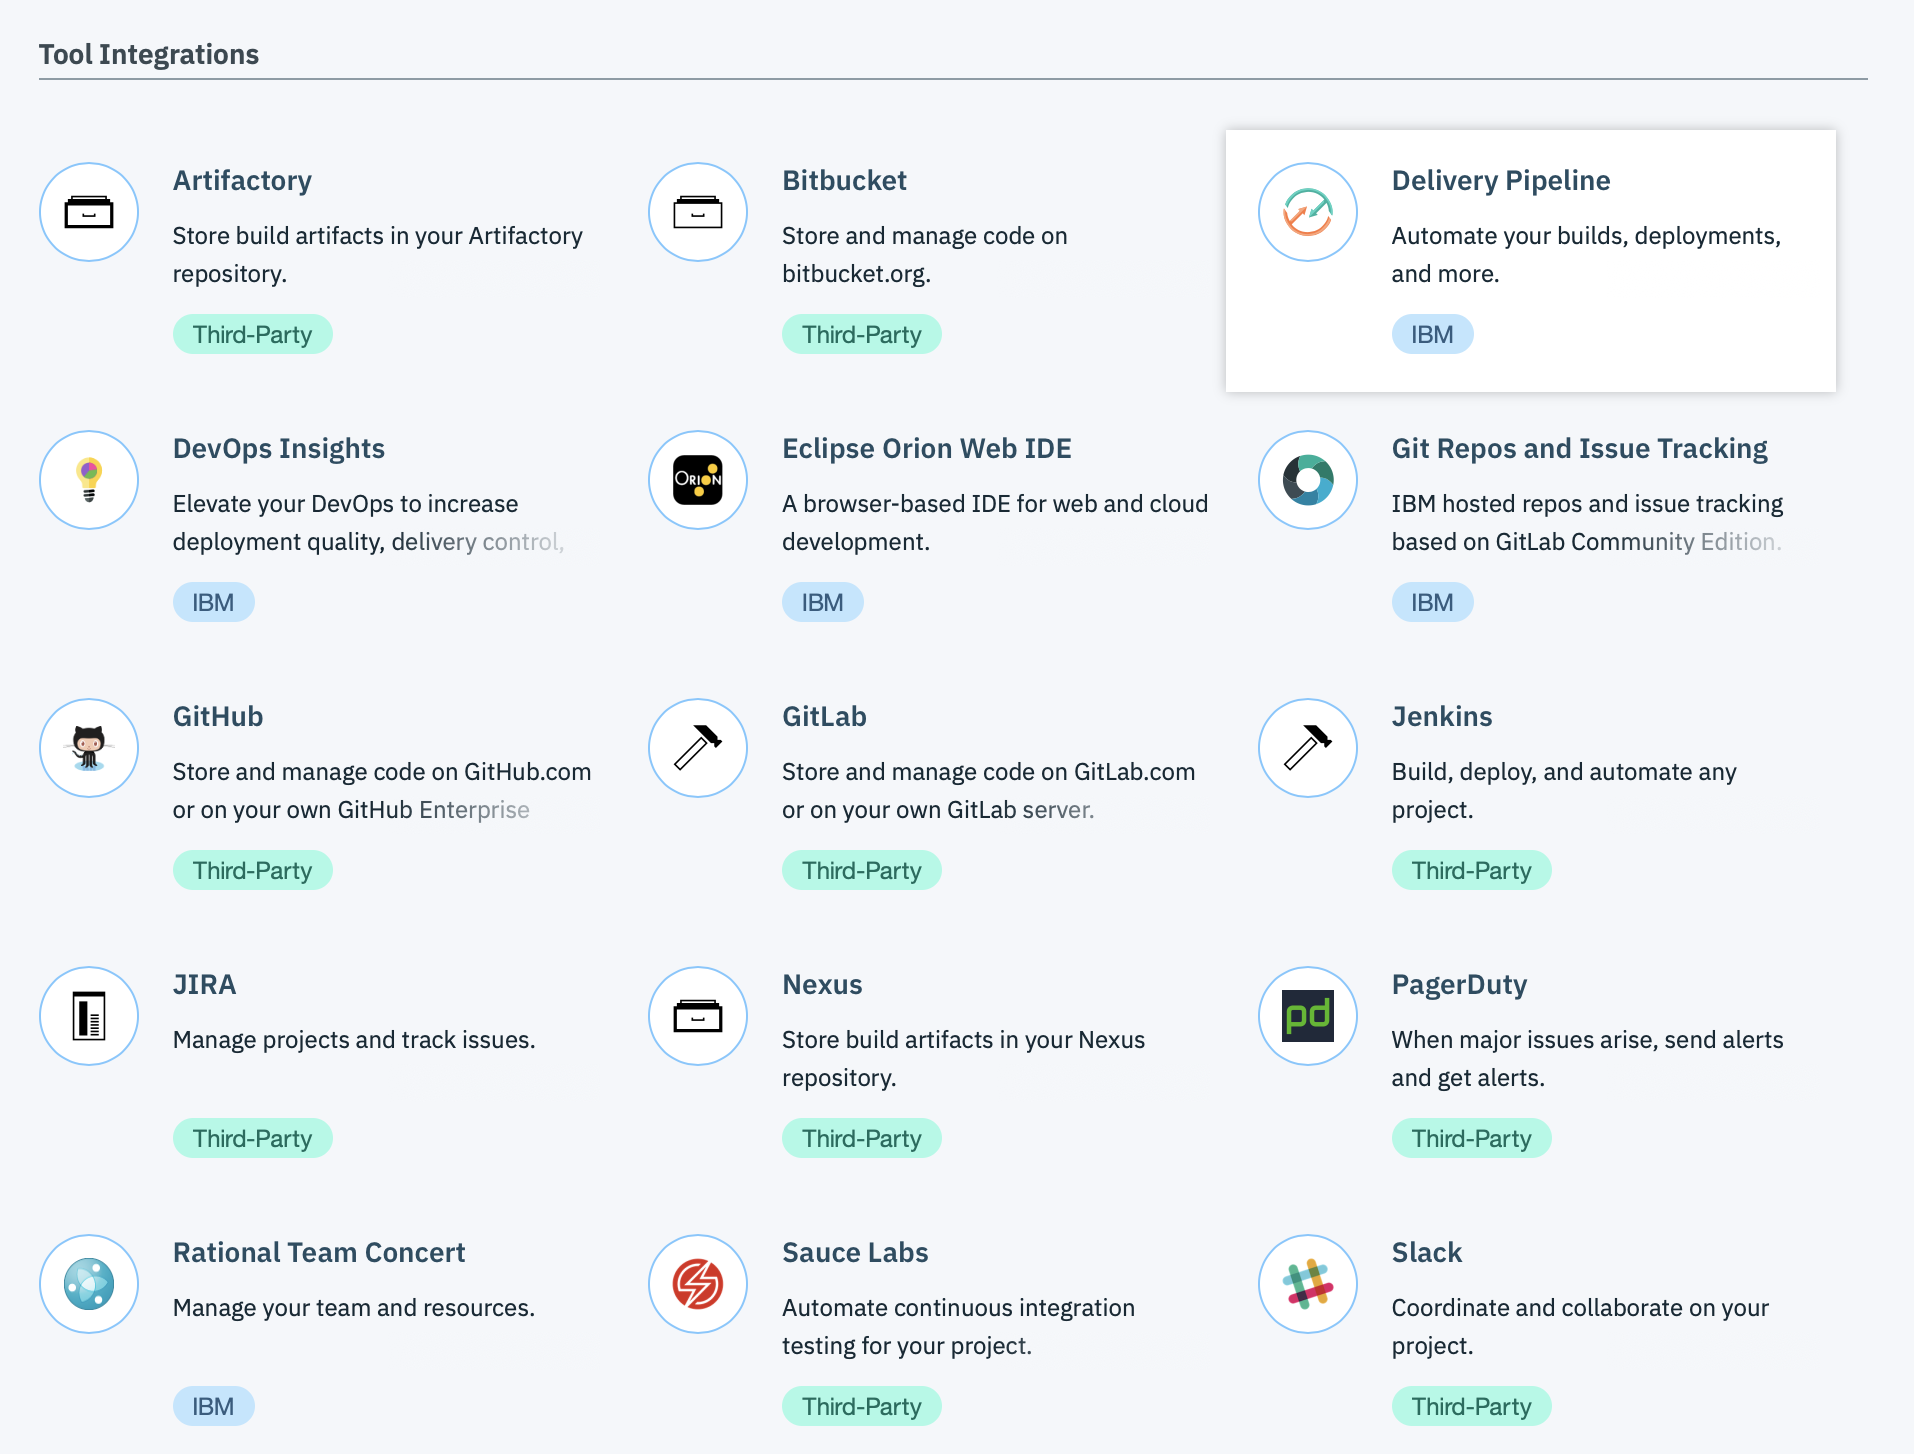 Tool Integrations
Artifactory
Store build artifacts in your Artifactory
repository.
Third-Party
Bitbucket
Store and manage code on
bitbucket.org.
Third-Party
Delivery Pipeline
Automate your builds, deployments,
and more.
IBM
DevOps Insights
Elevate your DevOps to increase
deployment quality, delivery control,
IBM
ORION
Eclipse Orion Web IDE
A browser-based IDE for web and cloud
development.
IBM
Git Repos and Issue Tracking
IBM hosted repos and issue tracking
based on GitLab Community Edition.
IBM
GitHub
Store and manage code on GitHub.com
or on your own GitHub Enterprise
Third-Party
GitLab
Store and manage code on GitLab.com
or on your own GitLab server.
Third-Party
Jenkins
Build, deploy, and automate any
project.
Third-Party
JIRA
Manage projects and track issues.
Third-Party
Nexus
Store build artifacts in your Nexus
repository.
Third-Party
pd
PagerDuty
When major issues arise, send alerts
and get alerts.
Third-Party
Rational Team Concert
Manage your team and resources.
IBM
Sauce Labs
Automate continuous integration
testing for your project.
Third-Party
Slack
Coordinate and collaborate on your
project.
Third-Party